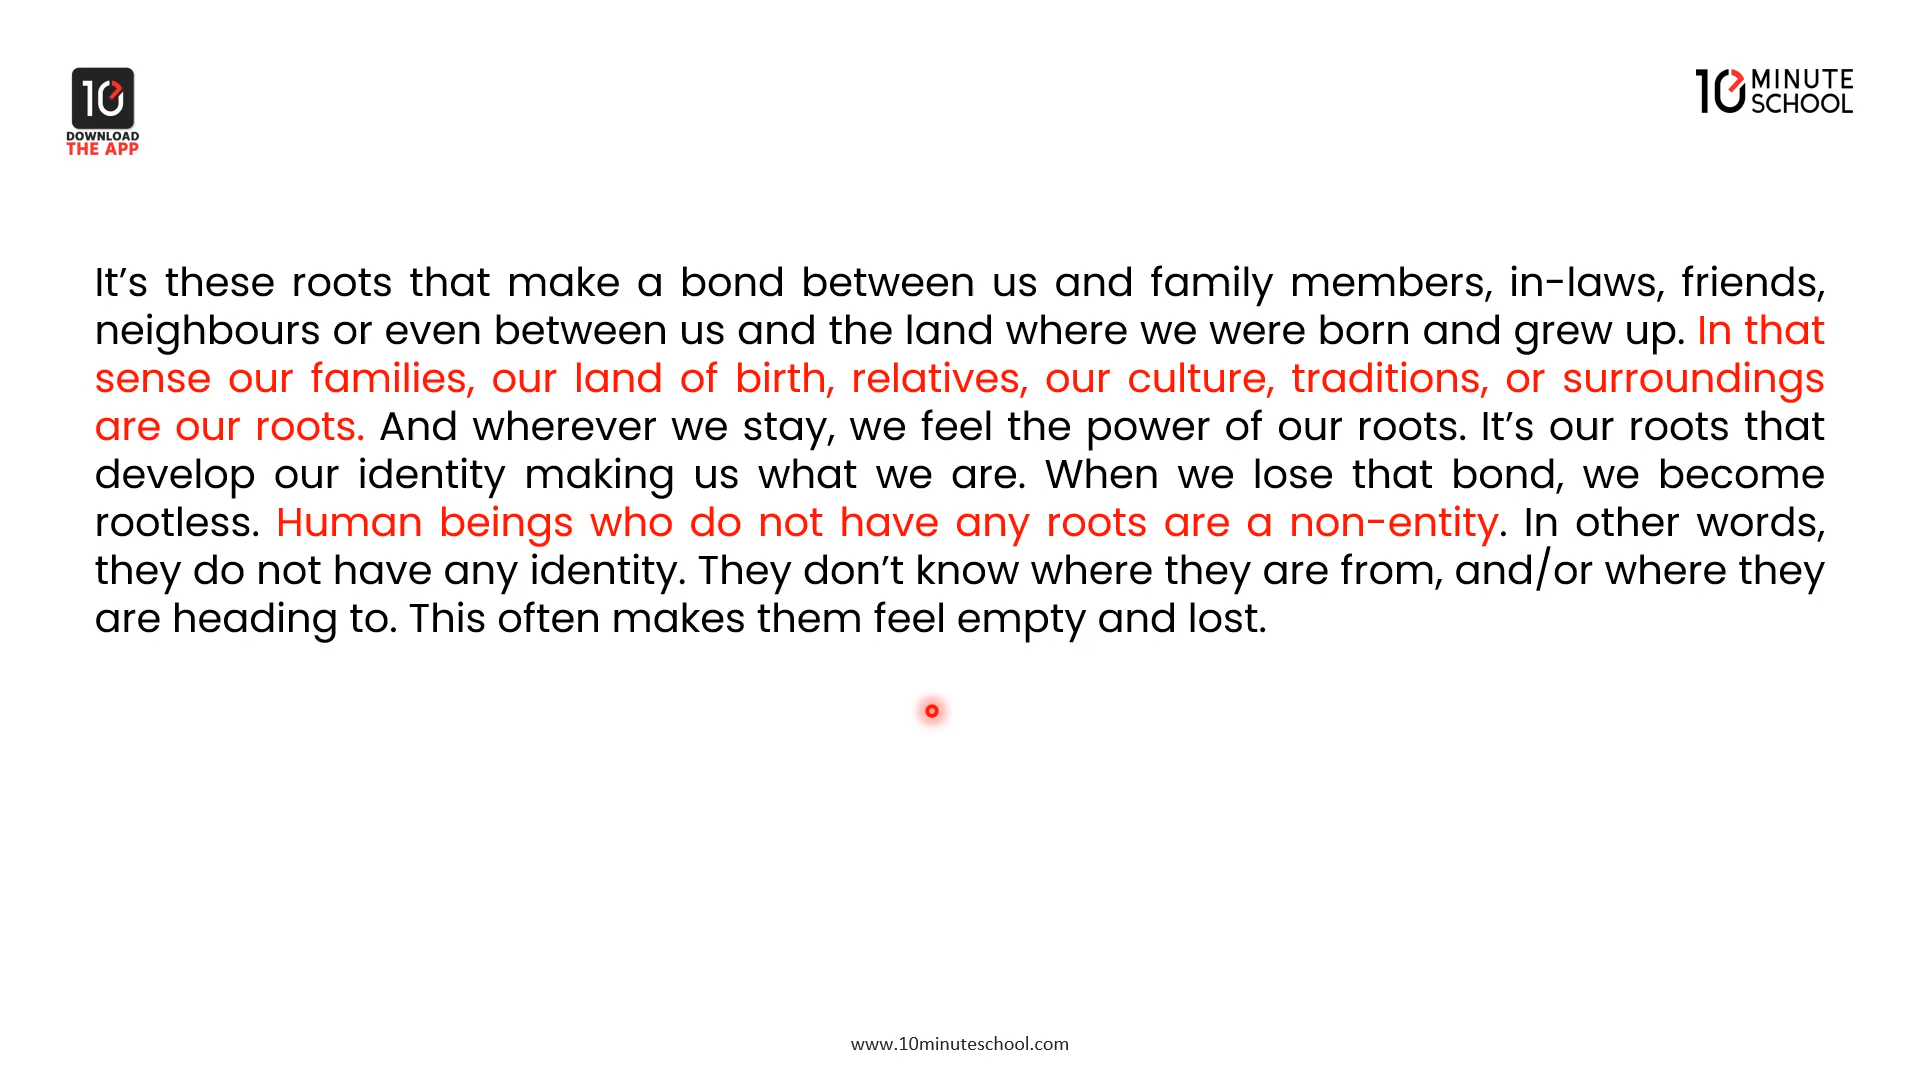 10
DOWNLOAD
THE APP
10 MINUTE
SCHOOL
It’s these roots that make a bond between us and family members, in-laws, friends,
neighbours or even between us and the land where we were born and grew up. In that
sense our families, our land of birth, relatives, our culture, traditions, or surroundings
are our roots. And wherever we stay, we feel the power of our roots. It’s our roots that
develop our identity making us what we are. When we lose that bond, we become
rootless. Human beings who do not have any roots are a non-entity. In other words,
they do not have any identity. They don’t know where they are from, and/or where they
are heading to. This often makes them feel empty and lost.
www.10minuteschool.com